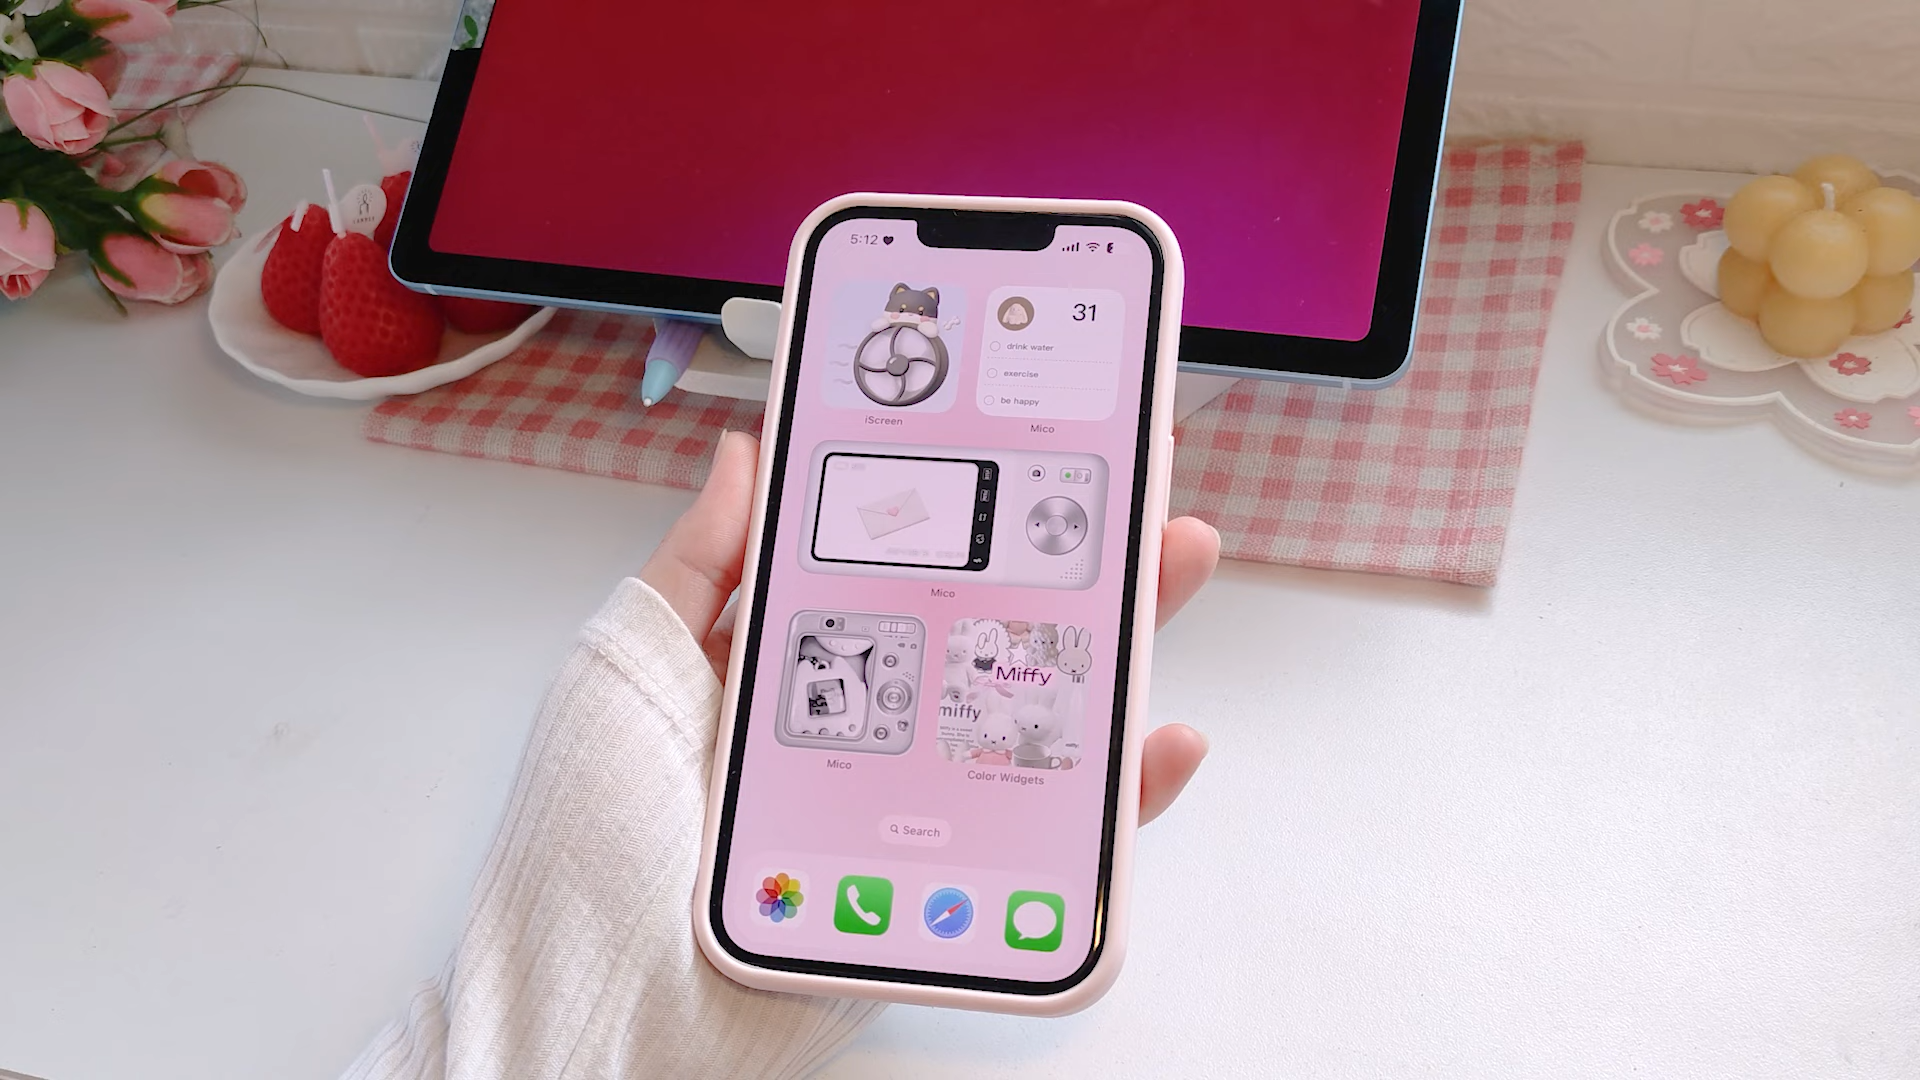 5:12
31
drink water
exercise
be happy
iScreen
Mico
Mico
Miffy
miffy
Mico
Color Widgets
Search